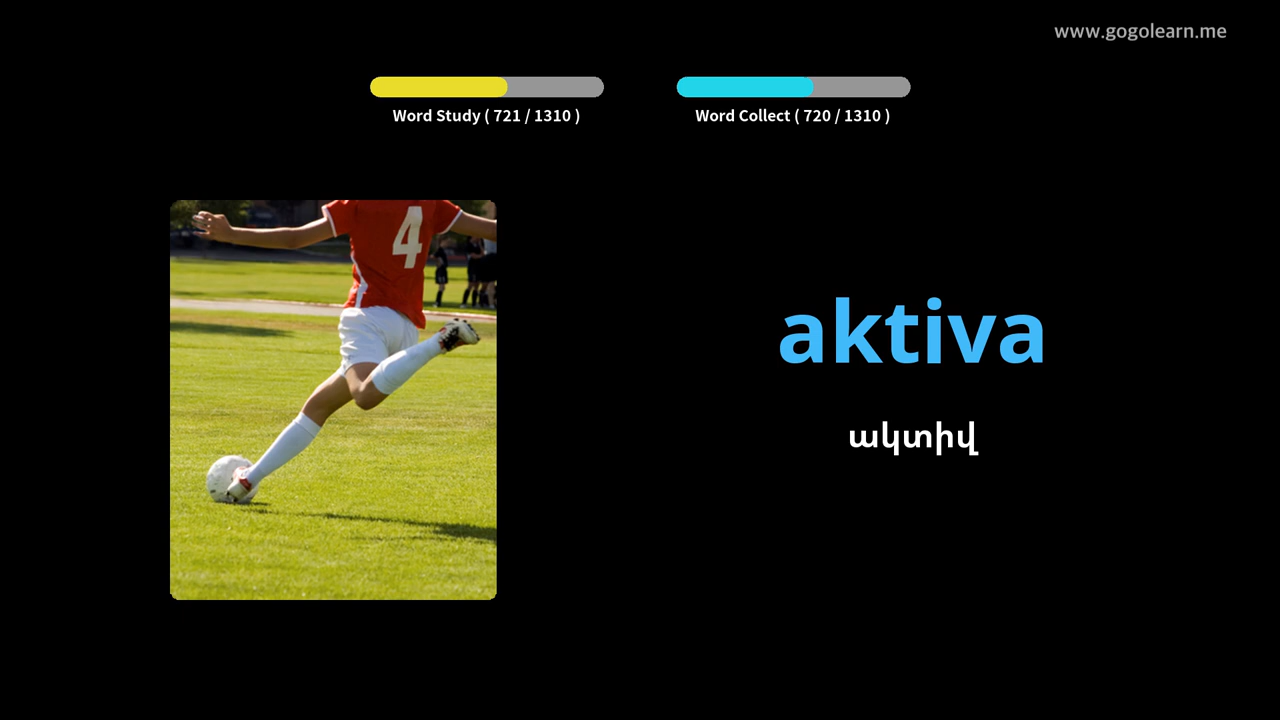 www.gogolearn.me
Word Study ( 721 / 1310 )
Word Collect ( 720 / 1310 )
4
aktiva
ակտիվ